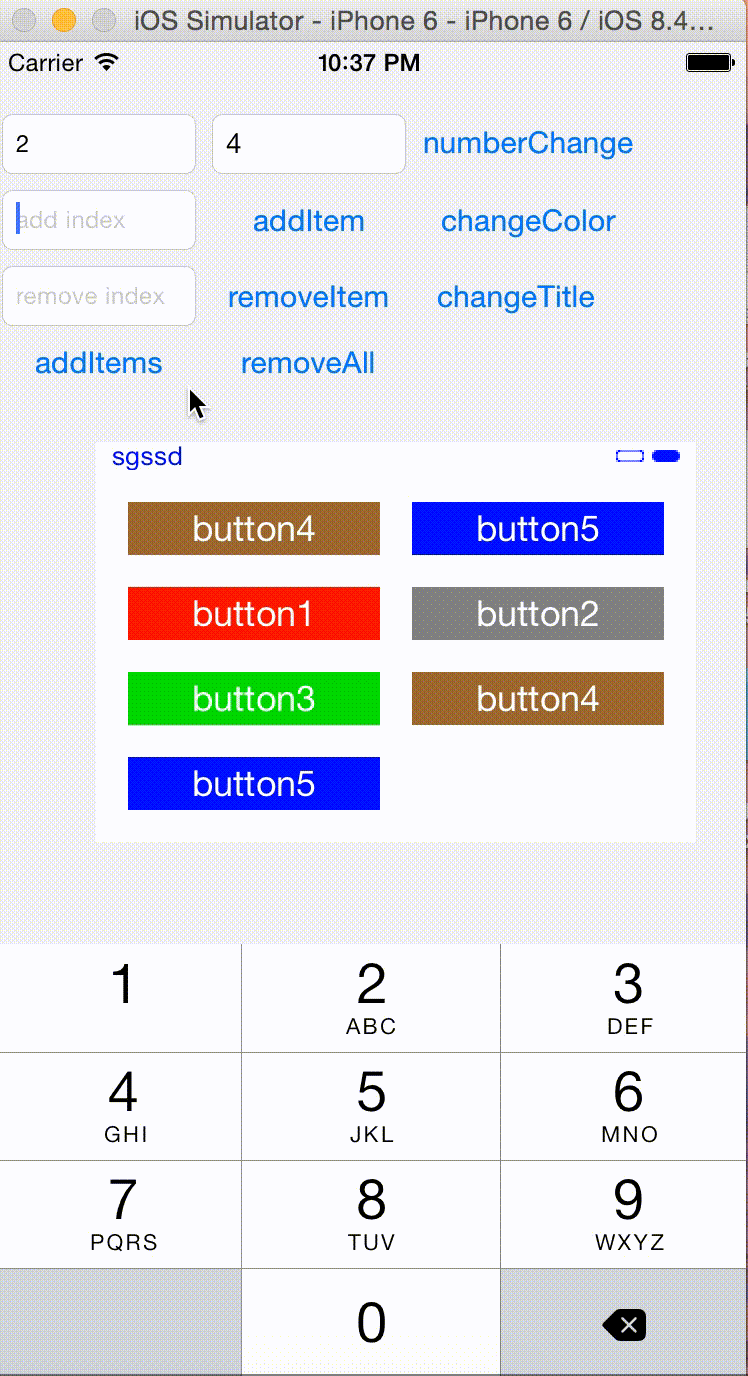 iOS Simulator - iPhone 6 - iPhone 6 / iOS 8.4...
Carrier 10:37 PM
2 4 numberChange
add index addItem changeColor
remove index removeItem changeTitle
addItems removeAll
sgssd
button4 button5
button1 button2
button3 button4
button5
1 2 3
ABC DEF
4 5 6
GHI JKL MNO
7 8 9
PQRS TUV WXYZ
0